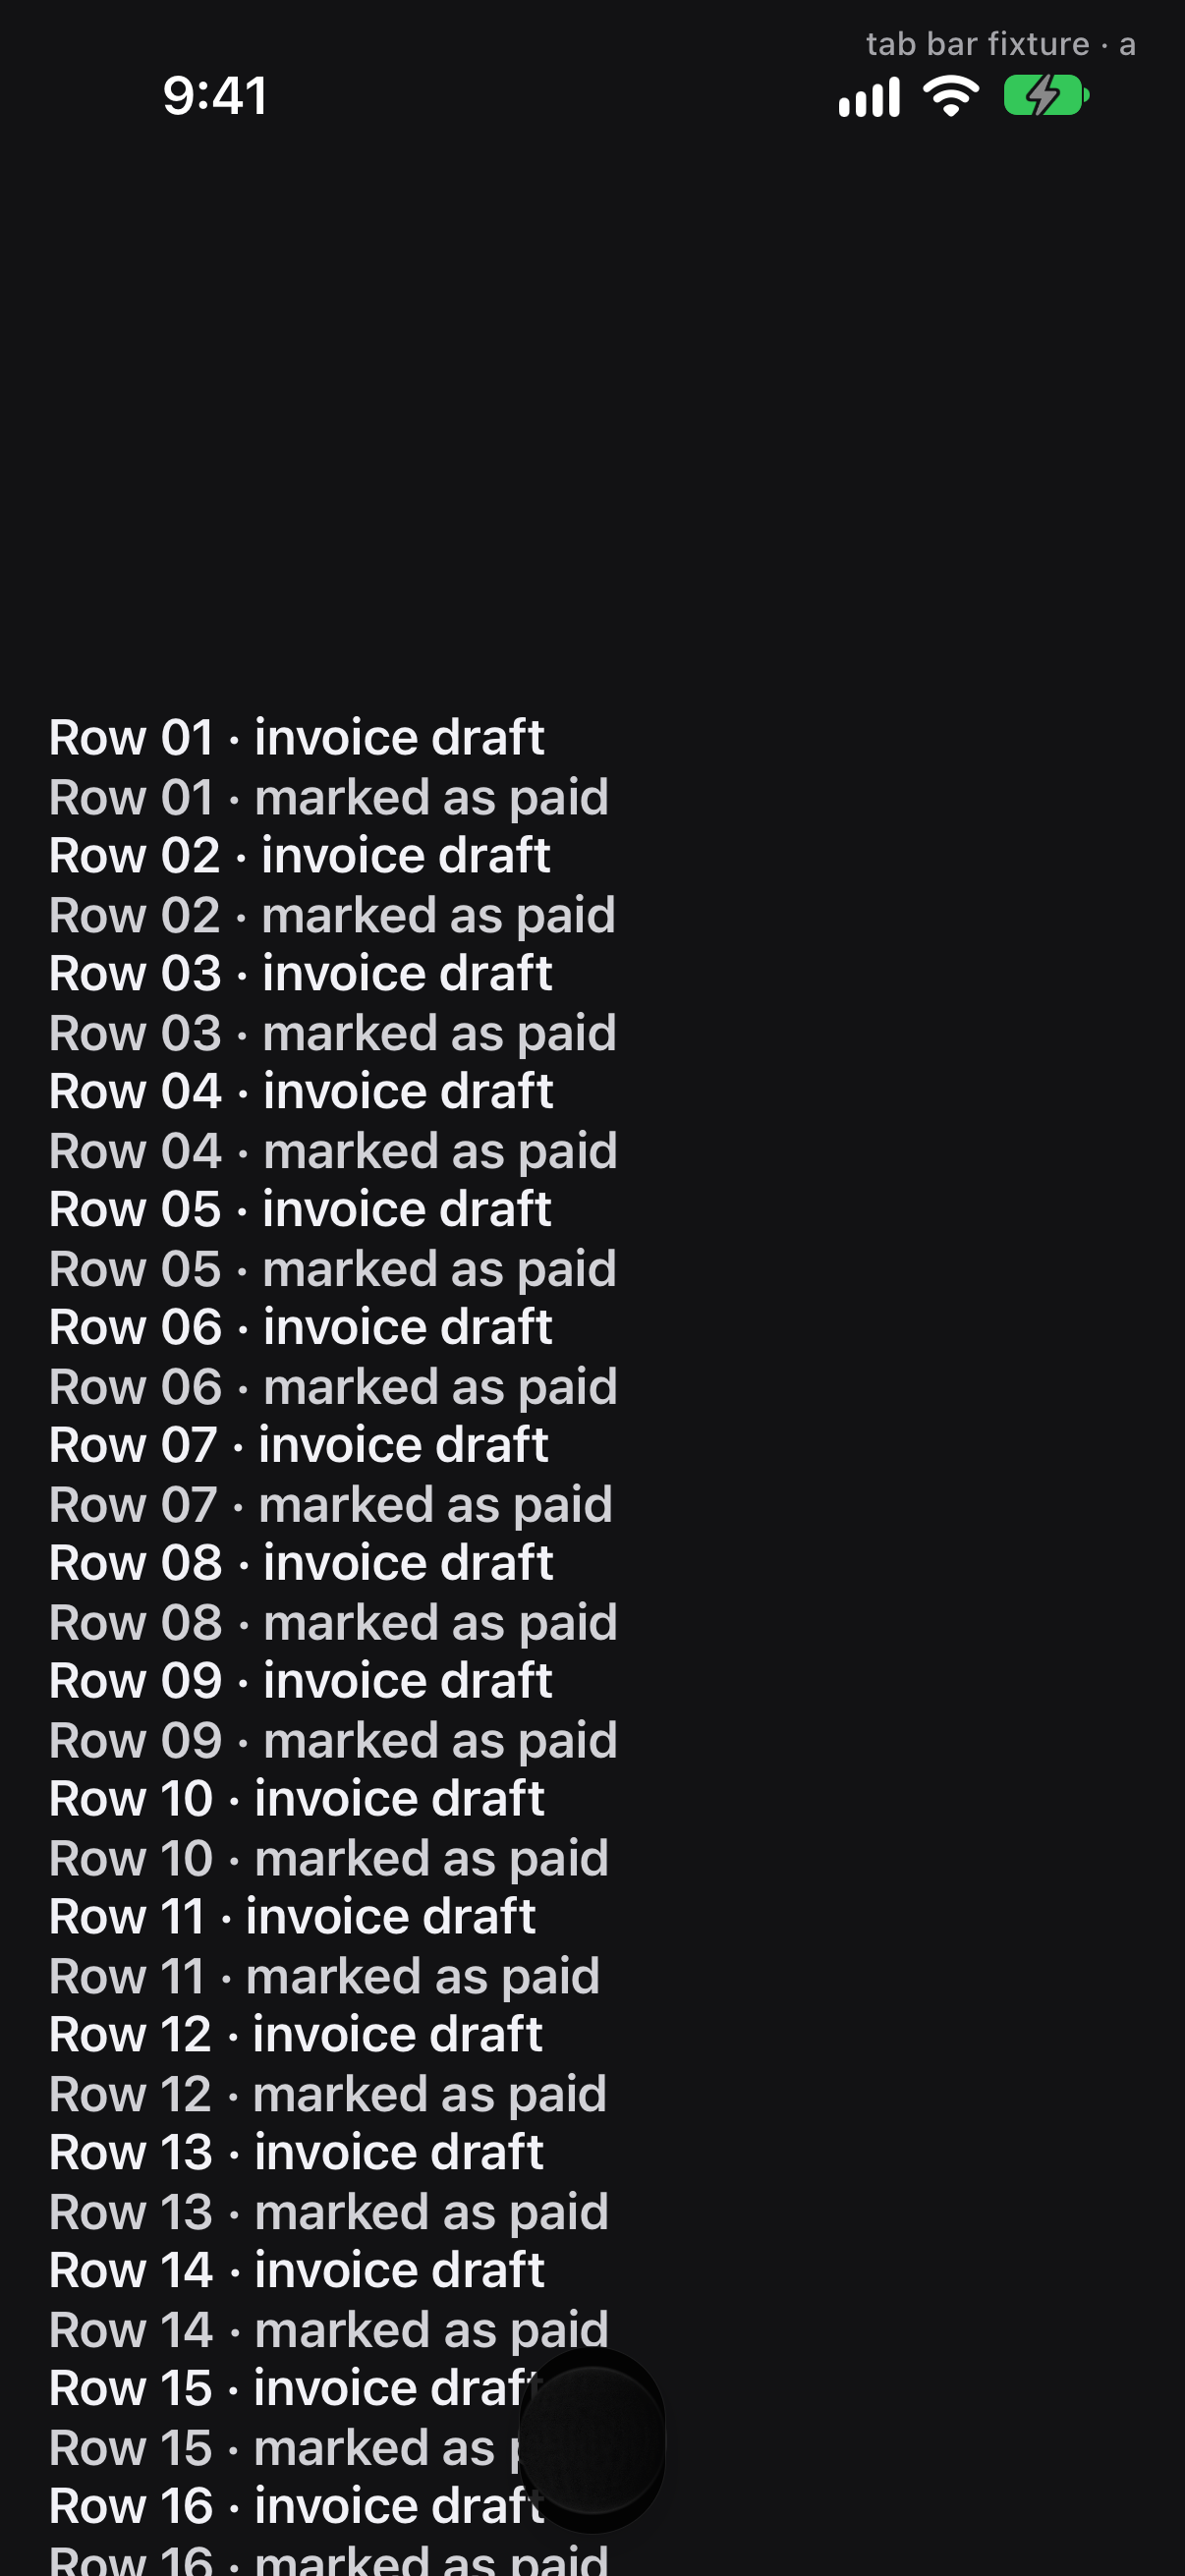 tab bar fixture · a
9:41
Row 01 · invoice draft
Row 01 · marked as paid
Row 02 · invoice draft
Row 02 · marked as paid
Row 03 · invoice draft
Row 03 · marked as paid
Row 04 · invoice draft
Row 04 · marked as paid
Row 05 · invoice draft
Row 05 · marked as paid
Row 06 · invoice draft
Row 06 · marked as paid
Row 07 · invoice draft
Row 07 · marked as paid
Row 08 · invoice draft
Row 08 · marked as paid
Row 09 · invoice draft
Row 09 · marked as paid
Row 10 · invoice draft
Row 10 · marked as paid
Row 11 · invoice draft
Row 11 · marked as paid
Row 12 · invoice draft
Row 12 · marked as paid
Row 13 · invoice draft
Row 13 · marked as paid
Row 14 · invoice draft
Row 14 · marked as paid
Row 15 · invoice draft
Row 15 · marked as
Row 16 · invoice draft
Row 16 · marked as paid